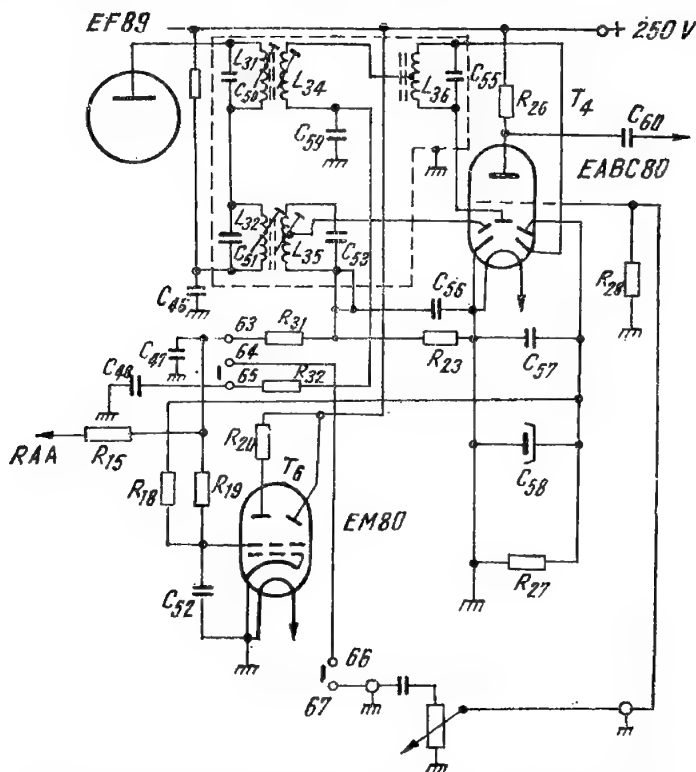 EF89
+ 250 V
L31
C50
L34
C59
L36
C55
R26
T4
C60
EABC80
L32
C51
L35
C53
C45
C56
R28
C47
63
R31
64
R23
C57
C48
65
R32
RAA
R15
R20
C58
R18
R19
T6
EM80
C52
R27
66
67